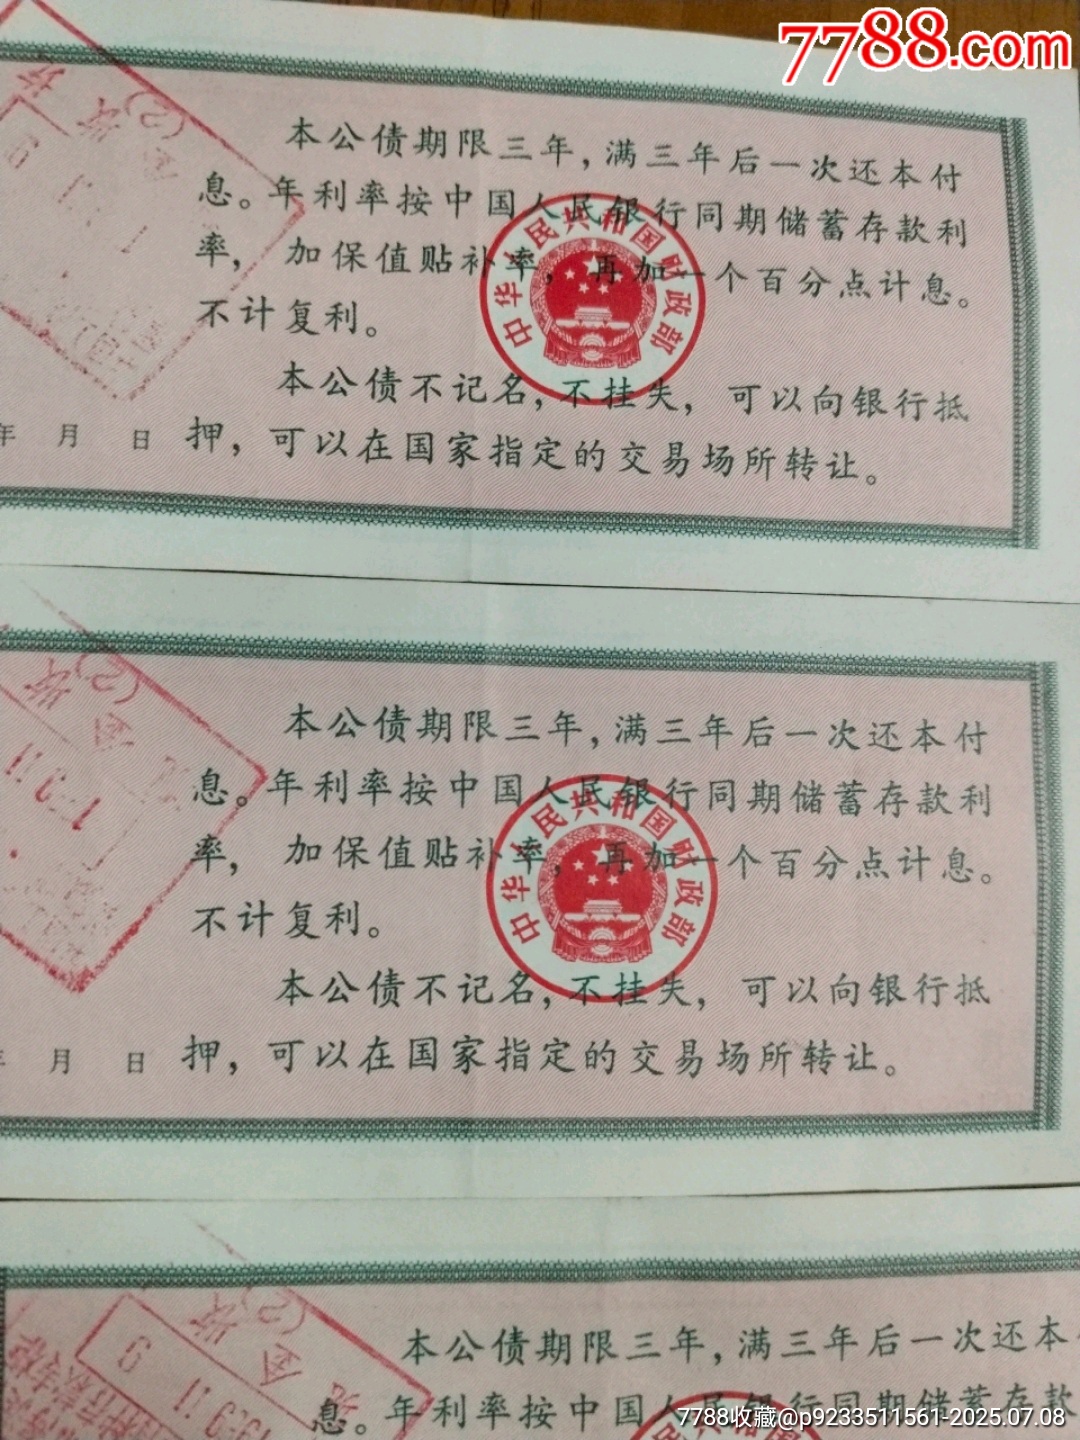 7788.com
本公债期限三年,满三年后一次还本付
息。年利率按中国人民银行同期储蓄存款利
率, 加保值贴补率,再加一个百分点计息。
不计复利。
本公债不记名,不挂失, 可以向银行抵
年 月 日 押,可以在国家指定的交易场所转让。
中华人民共和国财政部
本公债期限三年,满三年后一次还本付
息。年利率按中国人民银行同期储蓄存款利
率, 加保值贴补率,再加一个百分点计息。
不计复利。
本公债不记名,不挂失, 可以向银行抵
年 月 日 押,可以在国家指定的交易场所转让。
中华人民共和国财政部
本公债期限三年,满三年后一次还本
息。年利率按中国人民银行同期储蓄存款
7788收藏@p9233511561-2025.07.08